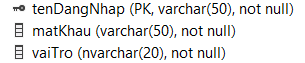 tenDangNhap (PK, varchar(50), not null)
matKhau (varchar(50), not null)
vaiTro (nvarchar(20), not null)